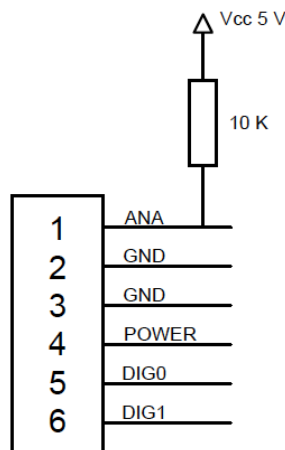 Vcc 5 V
10 K
1 ANA
2 GND
3 GND
4 POWER
5 DIG0
6 DIG1